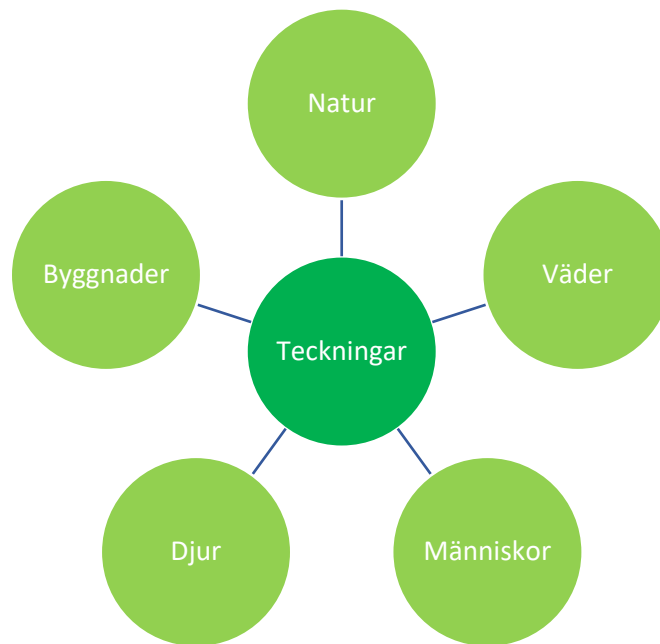 Natur
Byggnader
Väder
Teckningar
Djur
Människor